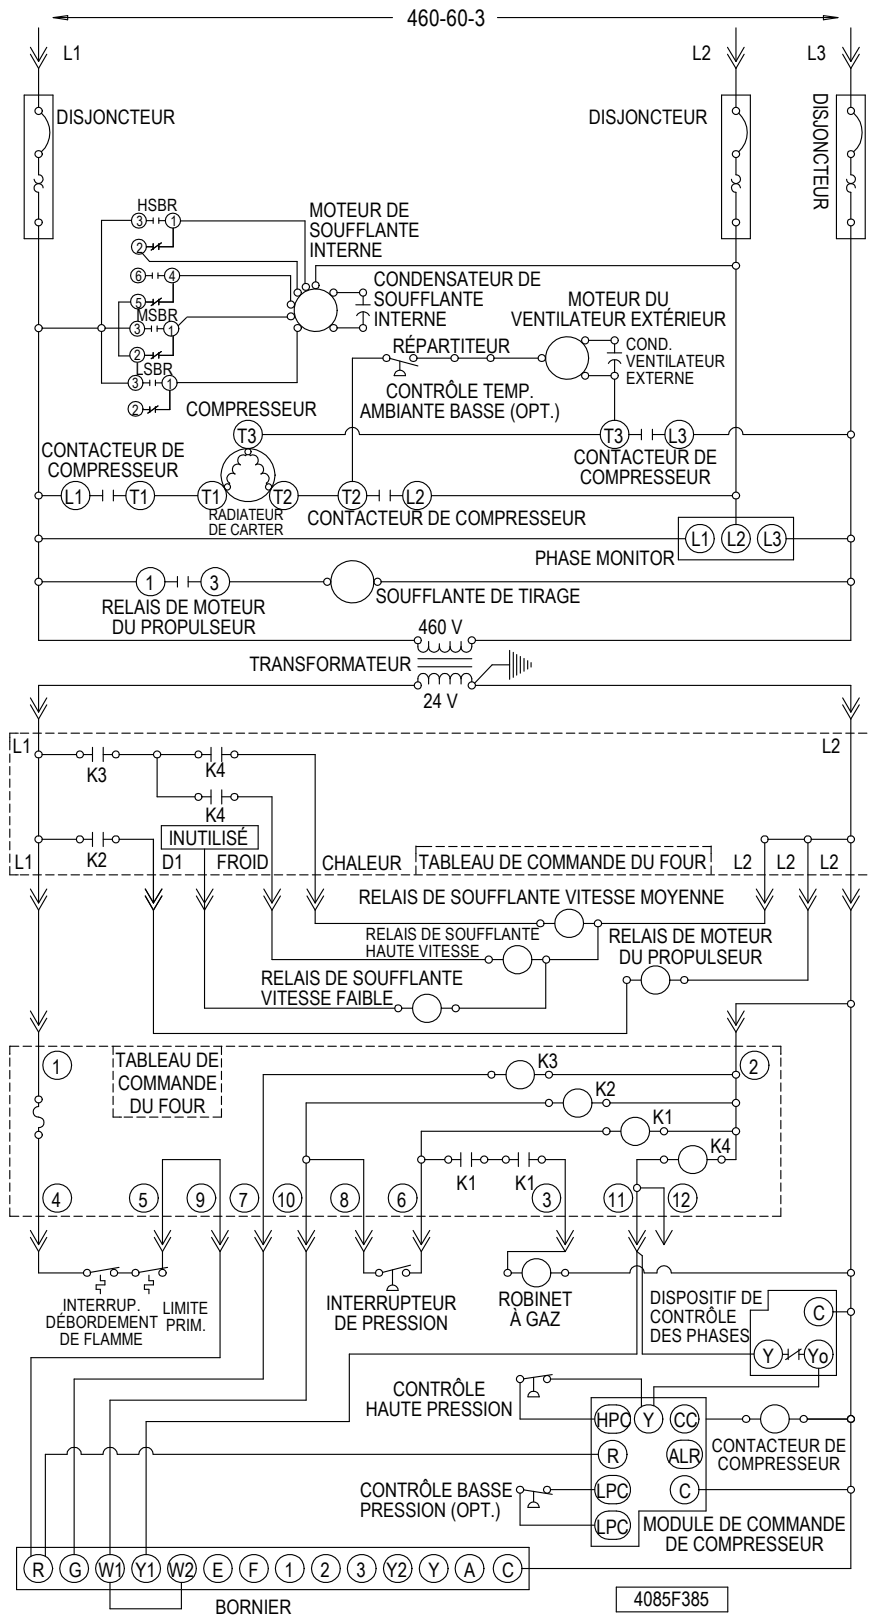 460-60-3
L1
L2
L3
DISJONCTEUR
DISJONCTEUR
DISJONCTEUR
HSBR
3
1
2
6
4
5
MSBR
3
1
2
LSBR
3
1
2
MOTEUR DE
SOUFFLANTE
INTERNE
CONDENSATEUR DE
SOUFFLANTE
INTERNE
MOTEUR DU
VENTILATEUR EXTÉRIEUR
RÉPARTITEUR
COND.
VENTILATEUR
EXTERNE
CONTRÔLE TEMP.
AMBIANTE BASSE (OPT.)
COMPRESSEUR
T3
T3
L3
CONTACTEUR DE
COMPRESSEUR
CONTACTEUR DE
COMPRESSEUR
L1
T1
T1
T2
T2
L2
RADIATEUR
DE CARTER
CONTACTEUR DE COMPRESSEUR
L1
L2
L3
PHASE MONITOR
1
3
RELAIS DE MOTEUR
DU PROPULSEUR
SOUFFLANTE DE TIRAGE
460 V
TRANSFORMATEUR
24 V
L1
L2
K3
K4
K4
INUTILISÉ
L1
K2
D1
FROID
CHALEUR
TABLEAU DE COMMANDE DU FOUR
L2
L2
L2
RELAIS DE SOUFFLANTE VITESSE MOYENNE
RELAIS DE SOUFFLANTE
HAUTE VITESSE
RELAIS DE MOTEUR
DU PROPULSEUR
RELAIS DE SOUFFLANTE
VITESSE FAIBLE
1
TABLEAU DE
COMMANDE
DU FOUR
K3
2
K2
K1
K4
K1
K1
4
5
9
7
10
8
6
3
11
12
INTERRUP.
DÉBORDEMENT
DE FLAMME
LIMITE
PRIM.
INTERRUPTEUR
DE PRESSION
ROBINET
À GAZ
DISPOSITIF DE
CONTRÔLE
DES PHASES
C
Y
Yo
CONTRÔLE
HAUTE PRESSION
HPC
Y
CC
R
ALR
CONTACTEUR DE
COMPRESSEUR
CONTRÔLE BASSE
PRESSION (OPT.)
LPC
C
LPC
MODULE DE COMMANDE
DE COMPRESSEUR
R
G
W1
Y1
W2
E
F
1
2
3
Y2
Y
A
C
BORNIER
4085F385